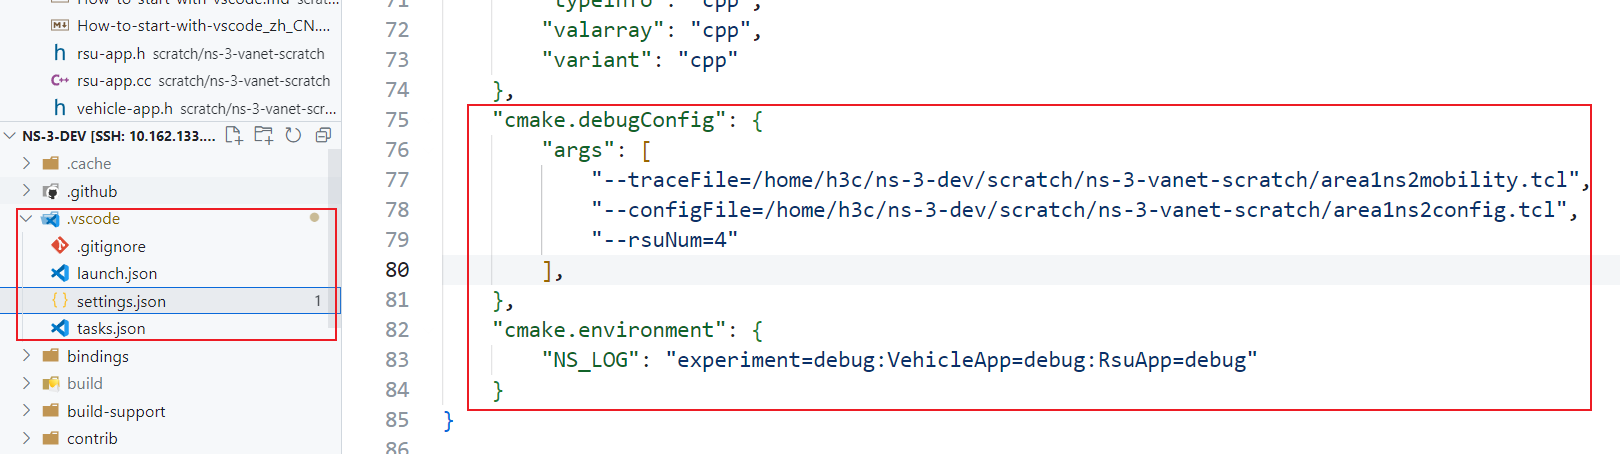 How-to-start-with-vscode.md scrat...
How-to-start-with-vscode_zh_CN....
rsu-app.h scratch/ns-3-vanet-scratch
rsu-app.cc scratch/ns-3-vanet-scratch
vehicle-app.h scratch/ns-3-vanet-scr...
NS-3-DEV [SSH: 10.162.133....
.cache
.github
.vscode
.gitignore
launch.json
settings.json 1
tasks.json
bindings
build
build-support
contrib
71 "typeinfo": "cpp",
72 "valarray": "cpp",
73 "variant": "cpp"
74 },
75 "cmake.debugConfig": {
76 "args": [
77 "--traceFile=/home/h3c/ns-3-dev/scratch/ns-3-vanet-scratch/area1ns2mobility.tcl",
78 "--configFile=/home/h3c/ns-3-dev/scratch/ns-3-vanet-scratch/area1ns2config.tcl",
79 "--rsuNum=4"
80 ],
81 },
82 "cmake.environment": {
83 "NS_LOG": "experiment=debug:VehicleApp=debug:RsuApp=debug"
84 }
85 }
86